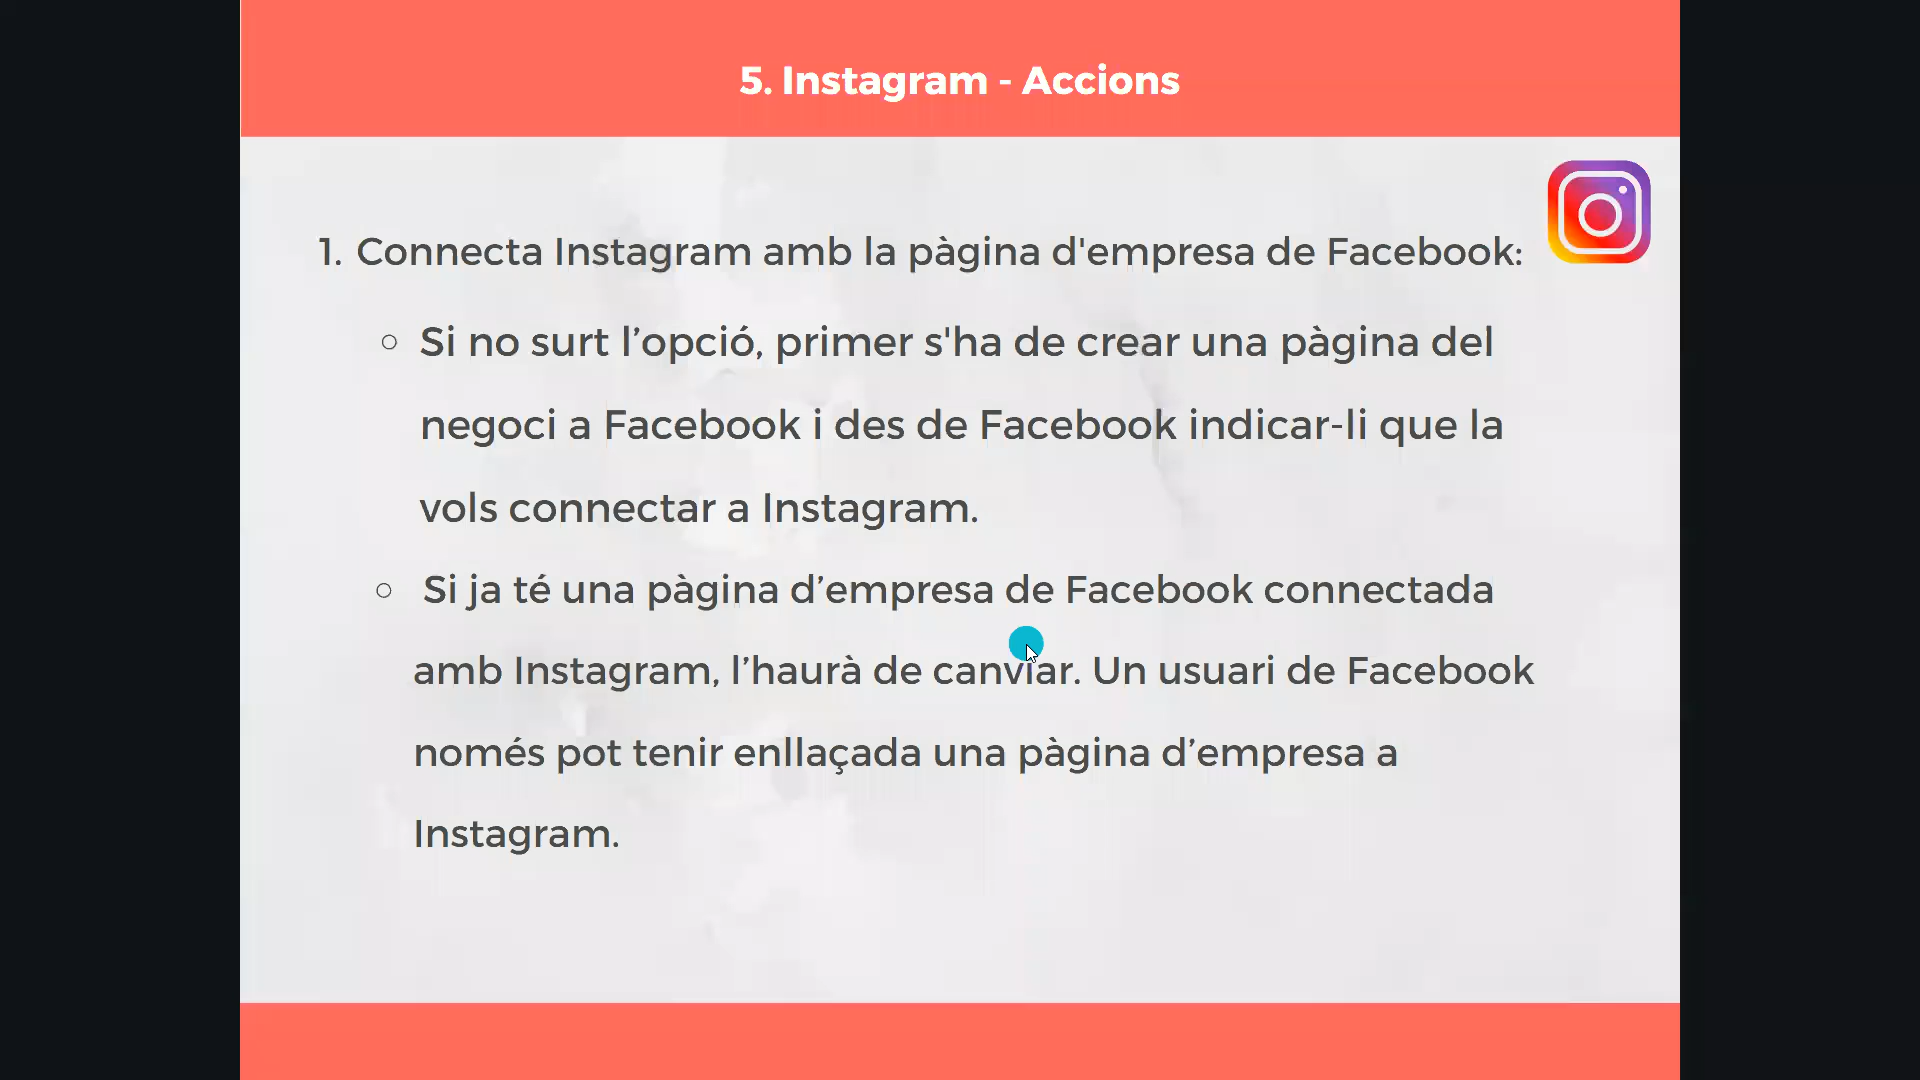 5. Instagram - Accions
1. Connecta Instagram amb la pàgina d'empresa de Facebook:
Si no surt l’opció, primer s'ha de crear una pàgina del
negoci a Facebook i des de Facebook indicar-li que la
vols connectar a Instagram.
Si ja té una pàgina d’empresa de Facebook connectada
amb Instagram, l’haurà de canviar. Un usuari de Facebook
només pot tenir enllaçada una pàgina d’empresa a
Instagram.